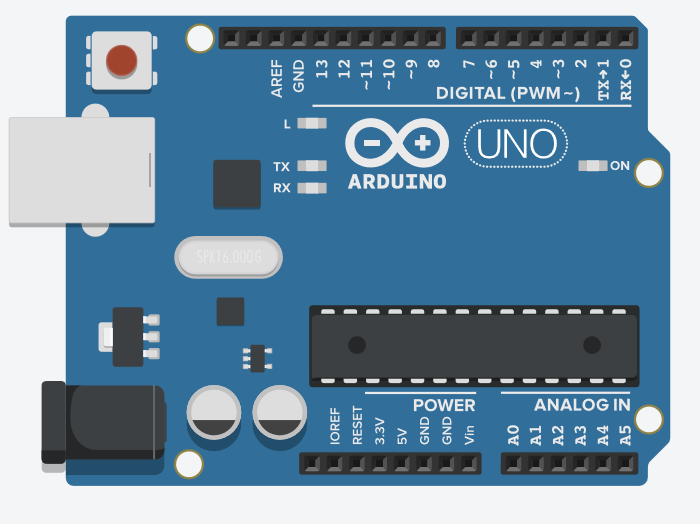 AREF
GND
13
12
~11
~10
~9
8
7
~6
~5
4
~3
2
TX→1
RX←0
DIGITAL (PWM ~)
L
TX
RX
ARDUINO
UNO
ON
SPK16.000G
POWER
ANALOG IN
IOREF
RESET
3.3V
5V
GND
GND
Vin
A0
A1
A2
A3
A4
A5